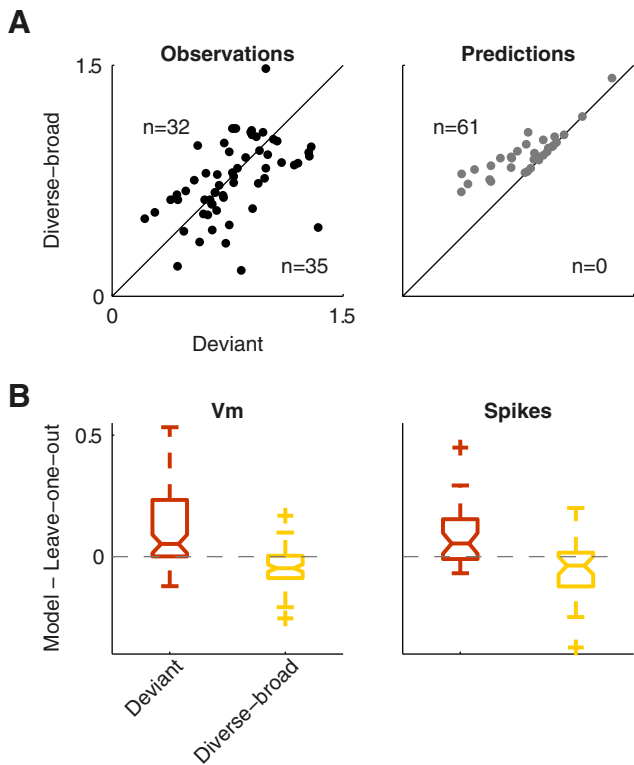 A
Observations
Predictions
1.5
n=32
n=61
Diverse−broad
n=35
n=0
0
0
1.5
Deviant
B
Vm
Spikes
0.5
0
Model − Leave−one−out
Deviant
Diverse−broad